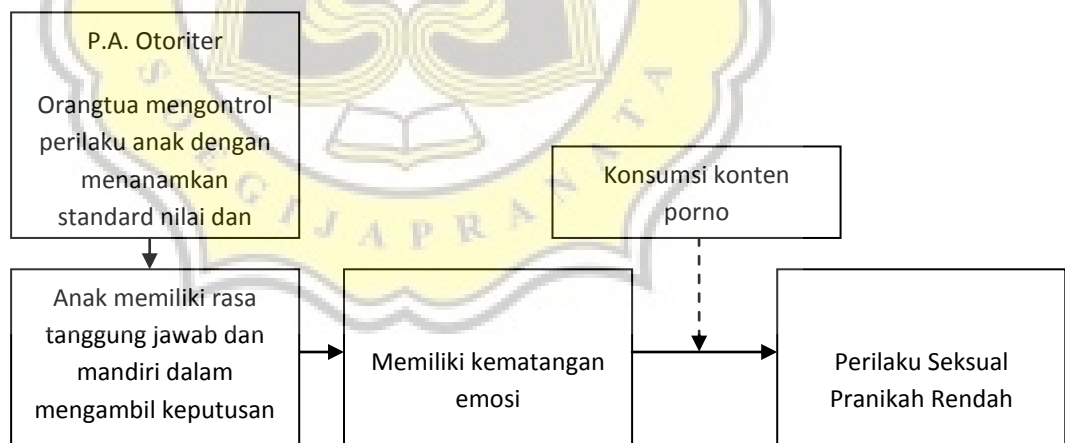 P.A. Otoriter
Orangtua mengontrol
perilaku anak dengan
menanamkan
standard nilai dan
Konsumsi konten
porno
Anak memiliki rasa
tanggung jawab dan
mandiri dalam
mengambil keputusan
Memiliki kematangan
emosi
Perilaku Seksual
Pranikah Rendah
SOEGIJAPRANATA